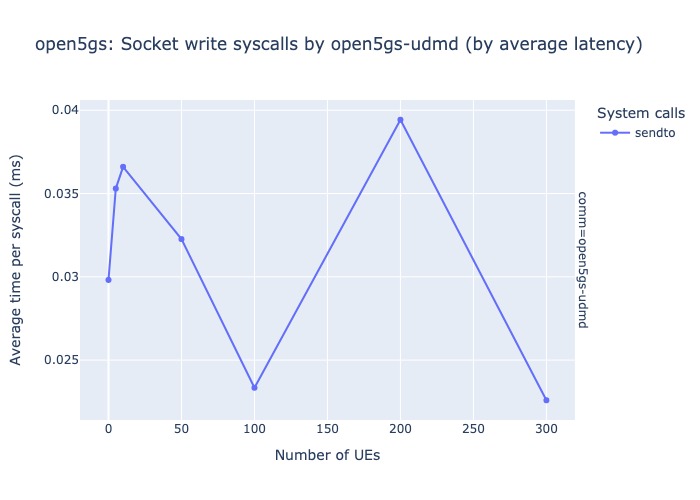 open5gs: Socket write syscalls by open5gs-udmd (by average latency)
System calls
sendto
Average time per syscall (ms)
0.04
0.035
0.03
0.025
comm=open5gs-udmd
0 50 100 150 200 250 300
Number of UEs